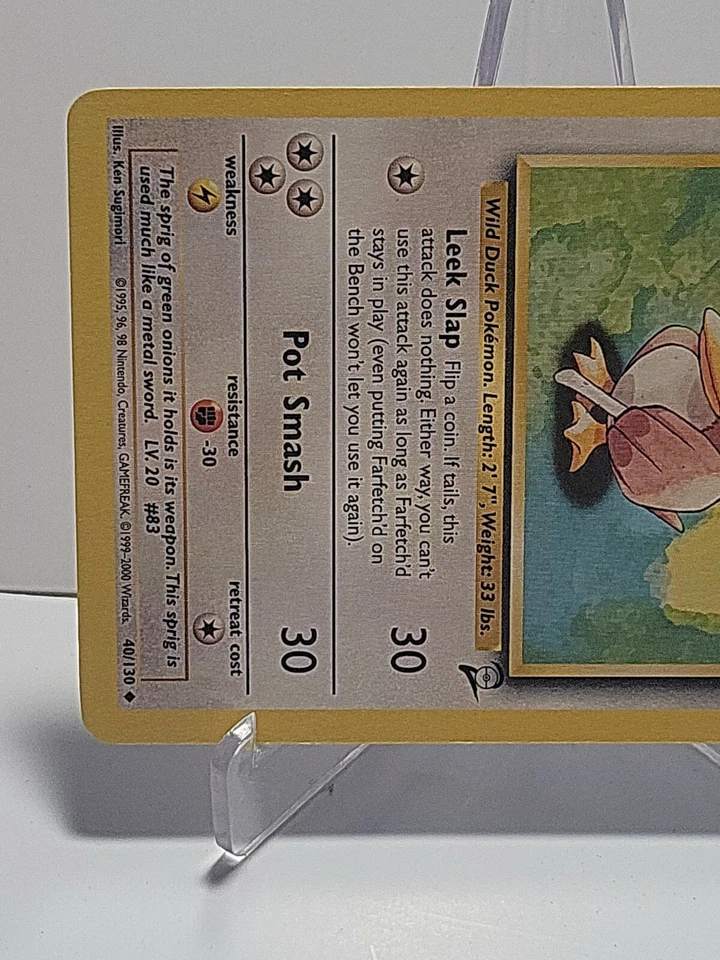 Wild Duck Pokémon. Length: 2' 7", Weight: 33 lbs.
Leek Slap Flip a coin. If tails, this
attack does nothing. Either way, you can't
use this attack again as long as Farfetch'd
stays in play (even putting Farfetch'd on
the Bench won't let you use it again).
30
Pot Smash 30
weakness resistance retreat cost
-30
The sprig of green onions it holds is its weapon. This sprig is
used much like a metal sword. LV. 20 #83
Illus. Ken Sugimori ©1995, 96, 98 Nintendo, Creatures, GAMEFREAK. ©1999-2000 Wizards. 40/130